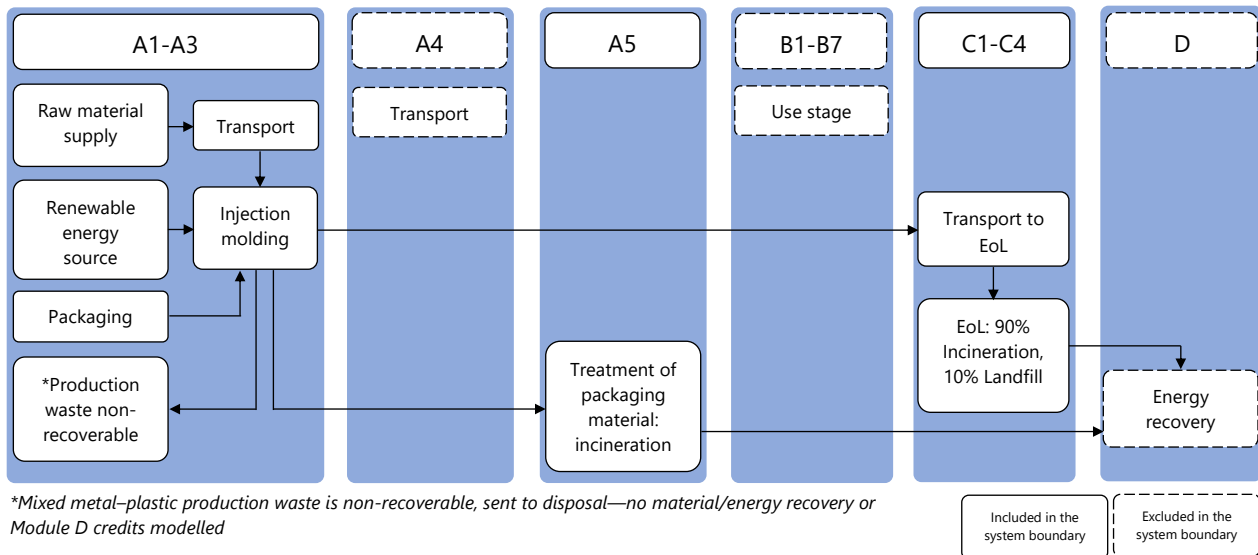 A1-A3
A4
A5
B1-B7
C1-C4
D
Raw material
supply
Transport
Renewable
energy
source
Injection
molding
Packaging
*Production
waste non-
recoverable
Transport
Treatment of
packaging
material:
incineration
Use stage
Transport to
EoL
EoL: 90%
Incineration,
10% Landfill
Energy
recovery
*Mixed metal–plastic production waste is non-recoverable, sent to disposal—no material/energy recovery or
Module D credits modelled
Included in the
system boundary
Excluded in the
system boundary